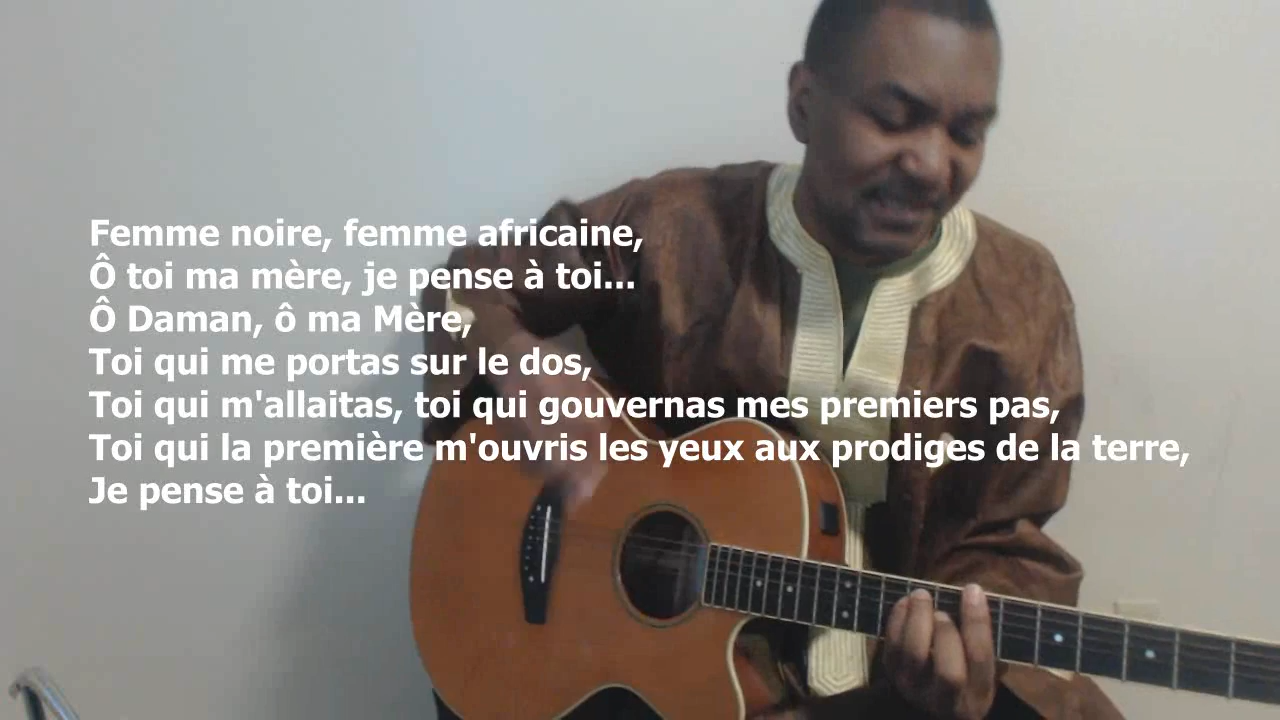 Femme noire, femme africaine,
Ô toi ma mère, je pense à toi...
Ô Daman, ô ma Mère,
Toi qui me portas sur le dos,
Toi qui m'allaitas, toi qui gouvernas mes premiers pas,
Toi qui la première m'ouvris les yeux aux prodiges de la terre,
Je pense à toi...